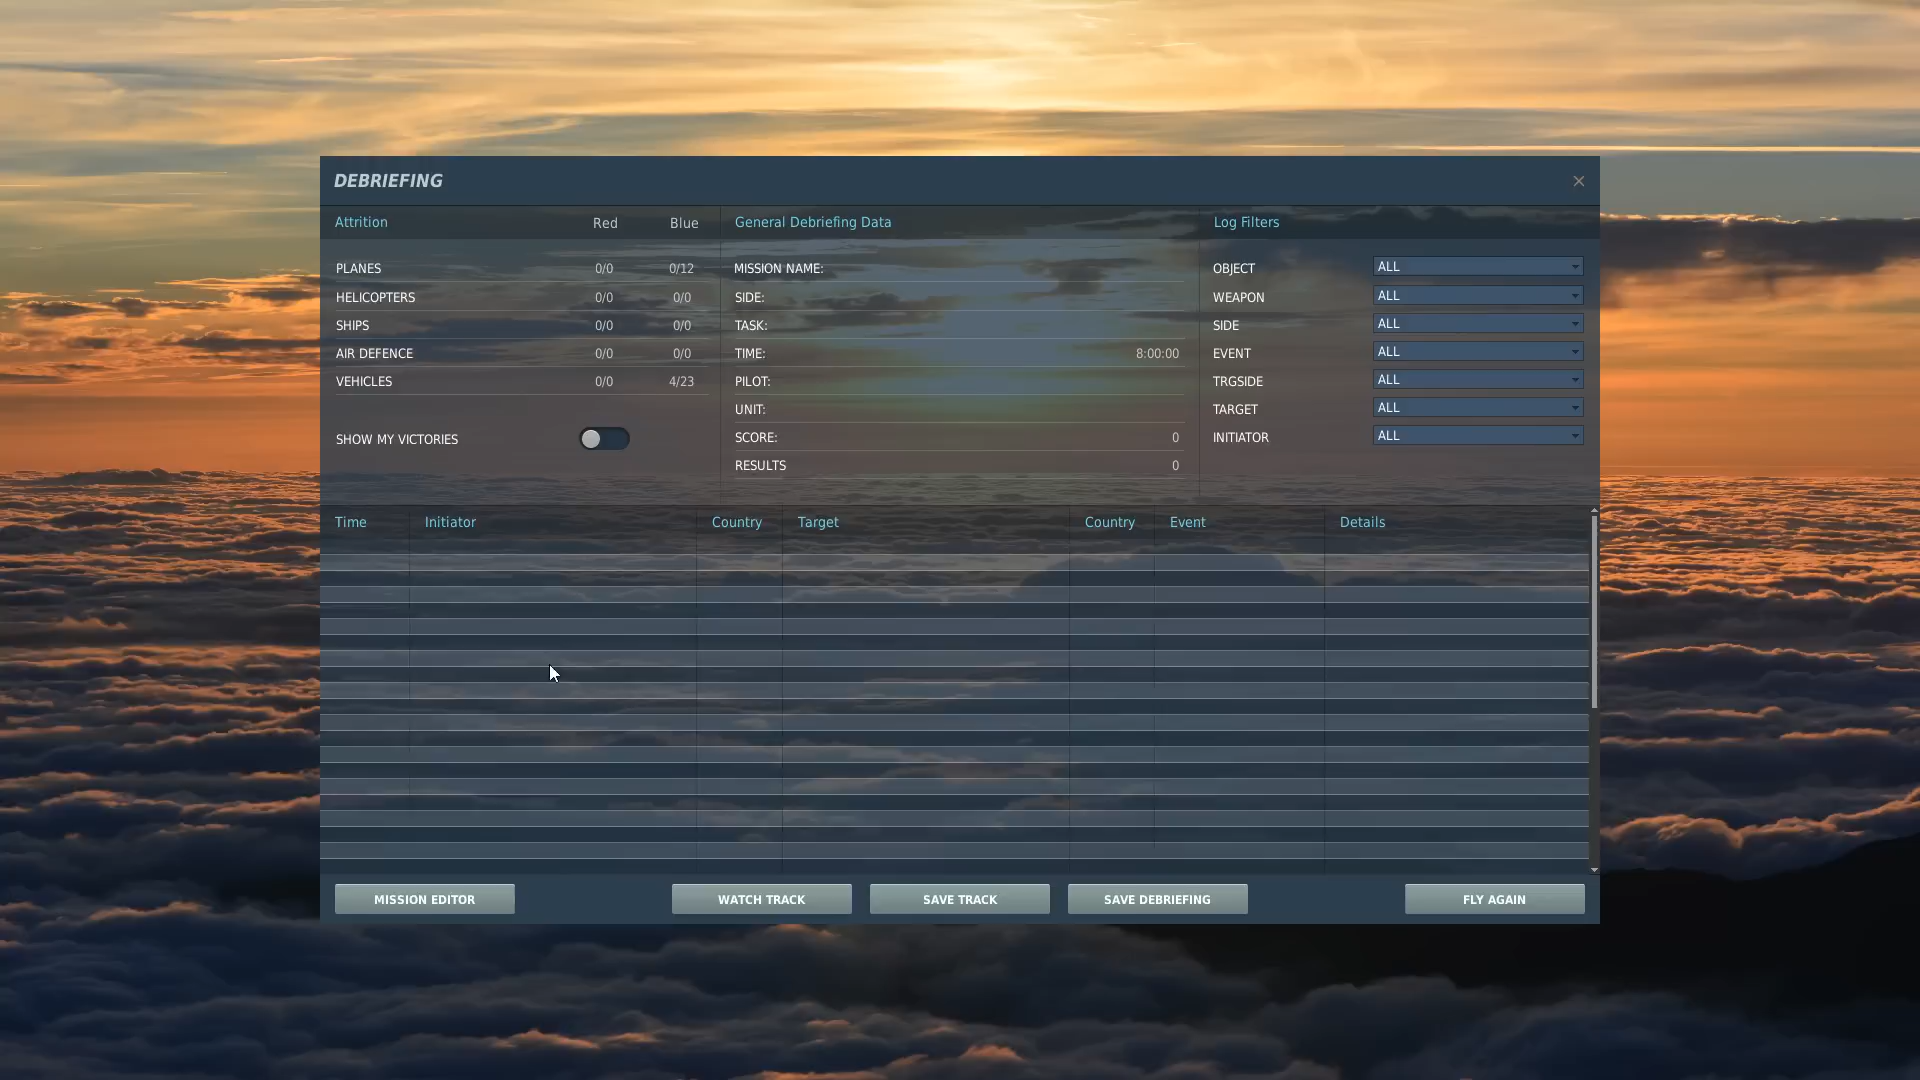 DEBRIEFING
Attrition Red Blue General Debriefing Data Log Filters
PLANES 0/0 0/12 MISSION NAME: OBJECT ALL
HELICOPTERS 0/0 0/0 SIDE: WEAPON ALL
SHIPS 0/0 0/0 TASK: SIDE ALL
AIR DEFENCE 0/0 0/0 TIME: 8:00:00 EVENT ALL
VEHICLES 0/0 4/23 PILOT: TRGSIDE ALL
UNIT: TARGET ALL
SHOW MY VICTORIES SCORE: 0 INITIATOR ALL
RESULTS 0
Time Initiator Country Target Country Event Details
MISSION EDITOR WATCH TRACK SAVE TRACK SAVE DEBRIEFING FLY AGAIN